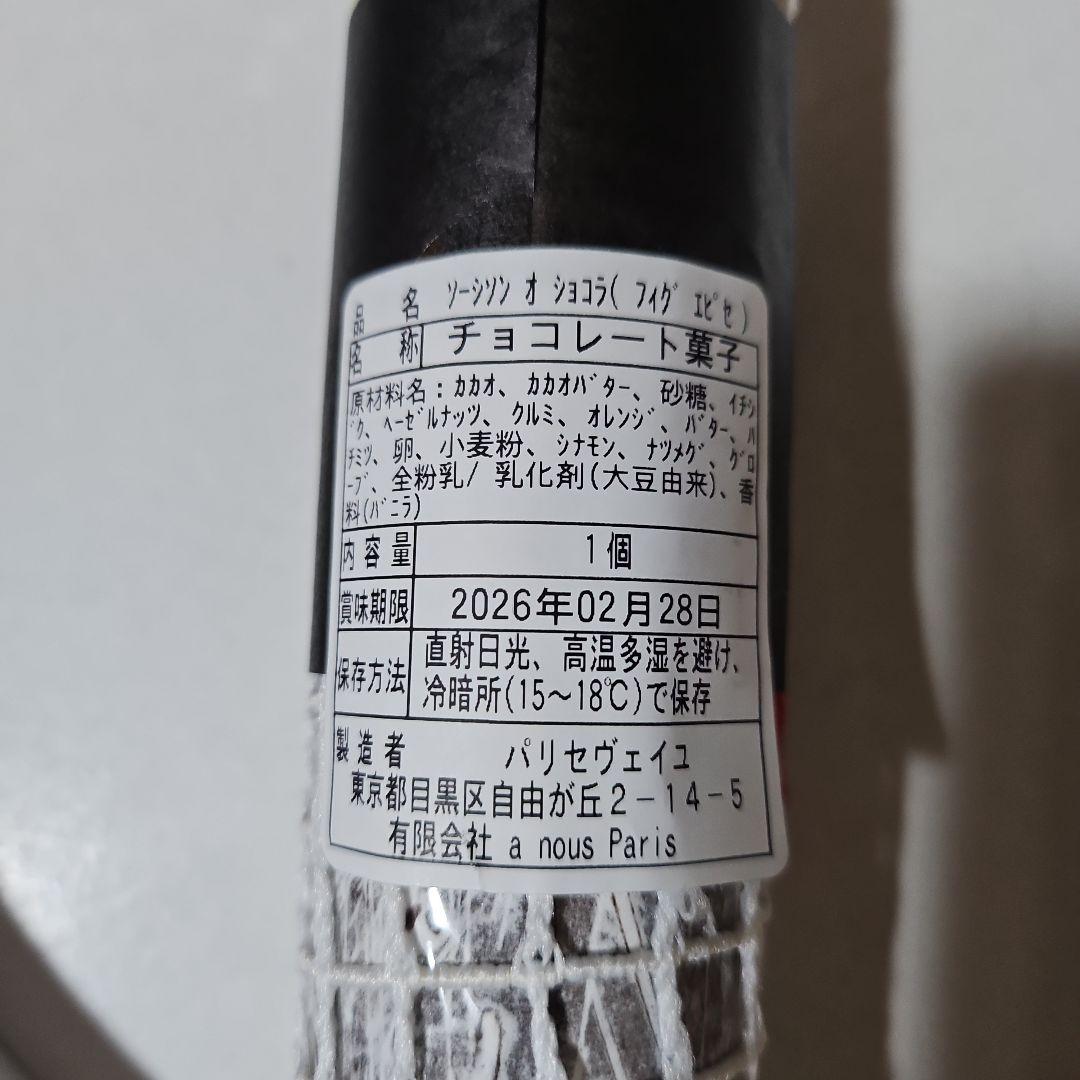 品名 ソーシソン オ ショコラ( フィグ エピセ)
名称 チョコレート菓子
原材料名：カカオ、カカオバター、砂糖、イチジ
ク、ヘーゼルナッツ、クルミ、オレンジ、バター、ハ
チミツ、卵、小麦粉、シナモン、ナツメグ、グロ
ーブ、全粉乳/ 乳化剤(大豆由来)、香
料(バニラ)
内容量 1個
賞味期限 2026年02月28日
保存方法 直射日光、高温多湿を避け、
冷暗所(15～18℃)で保存
製造者 パリセヴェイユ
東京都目黒区自由が丘2-14-5
有限会社 a nous Paris